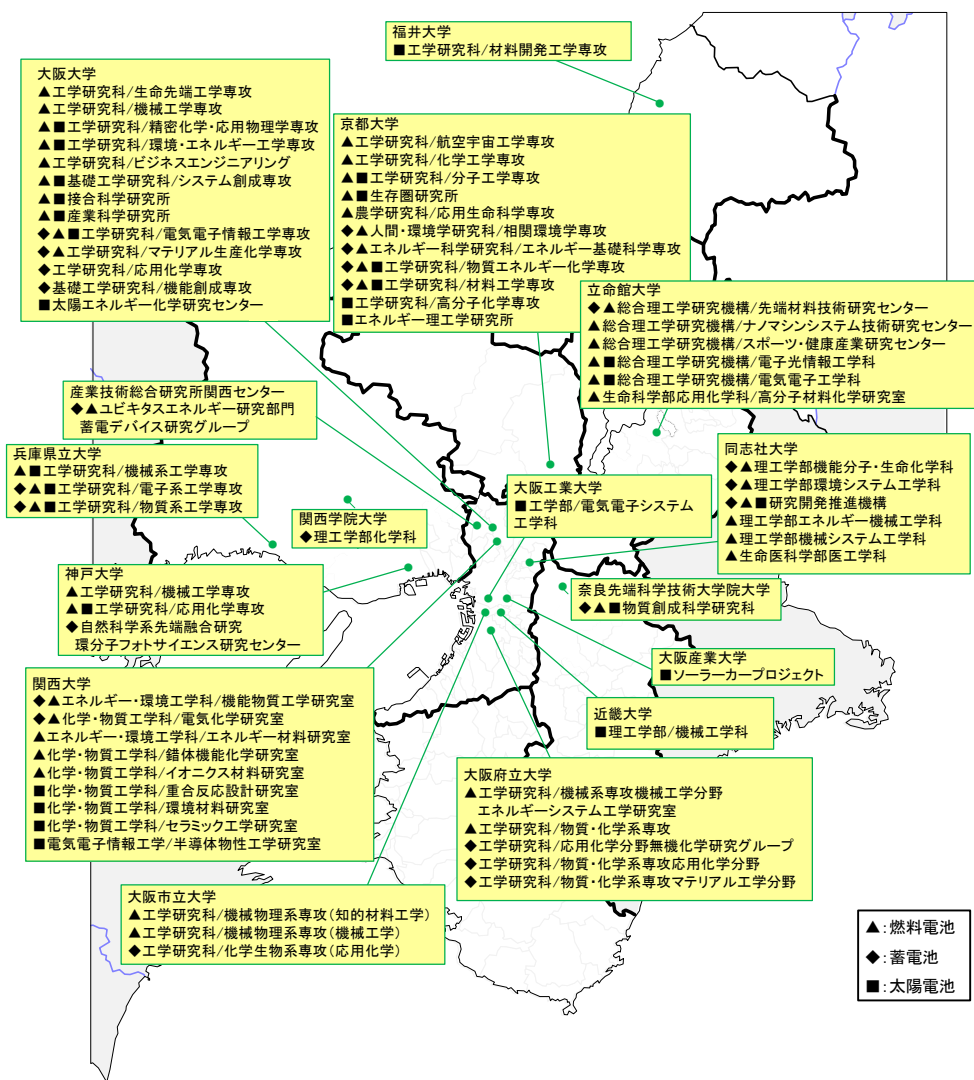 福井大学
■工学研究科/材料開発工学専攻
大阪大学
▲工学研究科/生命先端工学専攻
▲工学研究科/機械工学専攻
▲■工学研究科/精密化学・応用物理学専攻
▲■工学研究科/環境・エネルギー工学専攻
▲工学研究科/ビジネスエンジニアリング
▲■基礎工学研究科/システム創成専攻
▲■接合科学研究所
▲■産業科学研究所
◆▲■工学研究科/電気電子情報工学専攻
◆▲工学研究科/マテリアル生産化学専攻
◆工学研究科/応用化学専攻
◆基礎工学研究科/機能創成専攻
■太陽エネルギー化学研究センター
京都大学
▲工学研究科/航空宇宙工学専攻
▲工学研究科/化学工学専攻
▲■工学研究科/分子工学専攻
▲■生存圏研究所
▲農学研究科/応用生命科学専攻
◆▲人間・環境学研究科/相関環境学専攻
◆▲エネルギー科学研究科/エネルギー基礎科学専攻
◆▲■工学研究科/物質エネルギー化学専攻
◆▲■工学研究科/材料工学専攻
■工学研究科/高分子化学専攻
■エネルギー理工学研究所
立命館大学
◆▲総合理工学研究機構/先端材料技術研究センター
▲総合理工学研究機構/ナノマシンシステム技術研究センター
▲総合理工学研究機構/スポーツ・健康産業研究センター
▲■総合理工学研究機構/電子光情報工学科
▲■総合理工学研究機構/電気電子工学科
▲生命科学部応用化学科/高分子材料化学研究室
産業技術総合研究所関西センター
◆▲ユビキタスエネルギー研究部門
蓄電デバイス研究グループ
兵庫県立大学
▲■工学研究科/機械系工学専攻
◆▲■工学研究科/電子系工学専攻
◆▲■工学研究科/物質系工学専攻
関西学院大学
◆理工学部化学科
大阪工業大学
■工学部/電気電子システム
工学科
同志社大学
◆▲理工学部機能分子・生命化学科
◆▲理工学部環境システム工学科
◆▲■研究開発推進機構
▲理工学部エネルギー機械工学科
▲理工学部機械システム工学科
▲生命医科学部医工学科
神戸大学
▲工学研究科/機械工学専攻
▲■工学研究科/応用化学専攻
◆自然科学系先端融合研究
環分子フォトサイエンス研究センター
奈良先端科学技術大学院大学
◆▲■物質創成科学研究科
大阪産業大学
■ソーラーカープロジェクト
近畿大学
■理工学部/機械工学科
関西大学
◆▲エネルギー・環境工学科/機能物質工学研究室
◆▲化学・物質工学科/電気化学研究室
▲エネルギー・環境工学科/エネルギー材料研究室
▲化学・物質工学科/錯体機能化学研究室
▲化学・物質工学科/イオニクス材料研究室
■化学・物質工学科/重合反応設計研究室
■化学・物質工学科/環境材料研究室
■化学・物質工学科/セラミック工学研究室
■電気電子情報工学/半導体物性工学研究室
大阪府立大学
▲工学研究科/機械系専攻機械工学分野
エネルギーシステム工学研究室
▲工学研究科/物質・化学系専攻
◆工学研究科/応用化学分野無機化学研究グループ
◆工学研究科/物質・化学系専攻応用化学分野
◆工学研究科/物質・化学系専攻マテリアル工学分野
大阪市立大学
▲工学研究科/機械物理系専攻(知的材料工学)
▲工学研究科/機械物理系専攻(機械工学)
◆工学研究科/化学生物系専攻(応用化学)
▲:燃料電池
◆:蓄電池
■:太陽電池